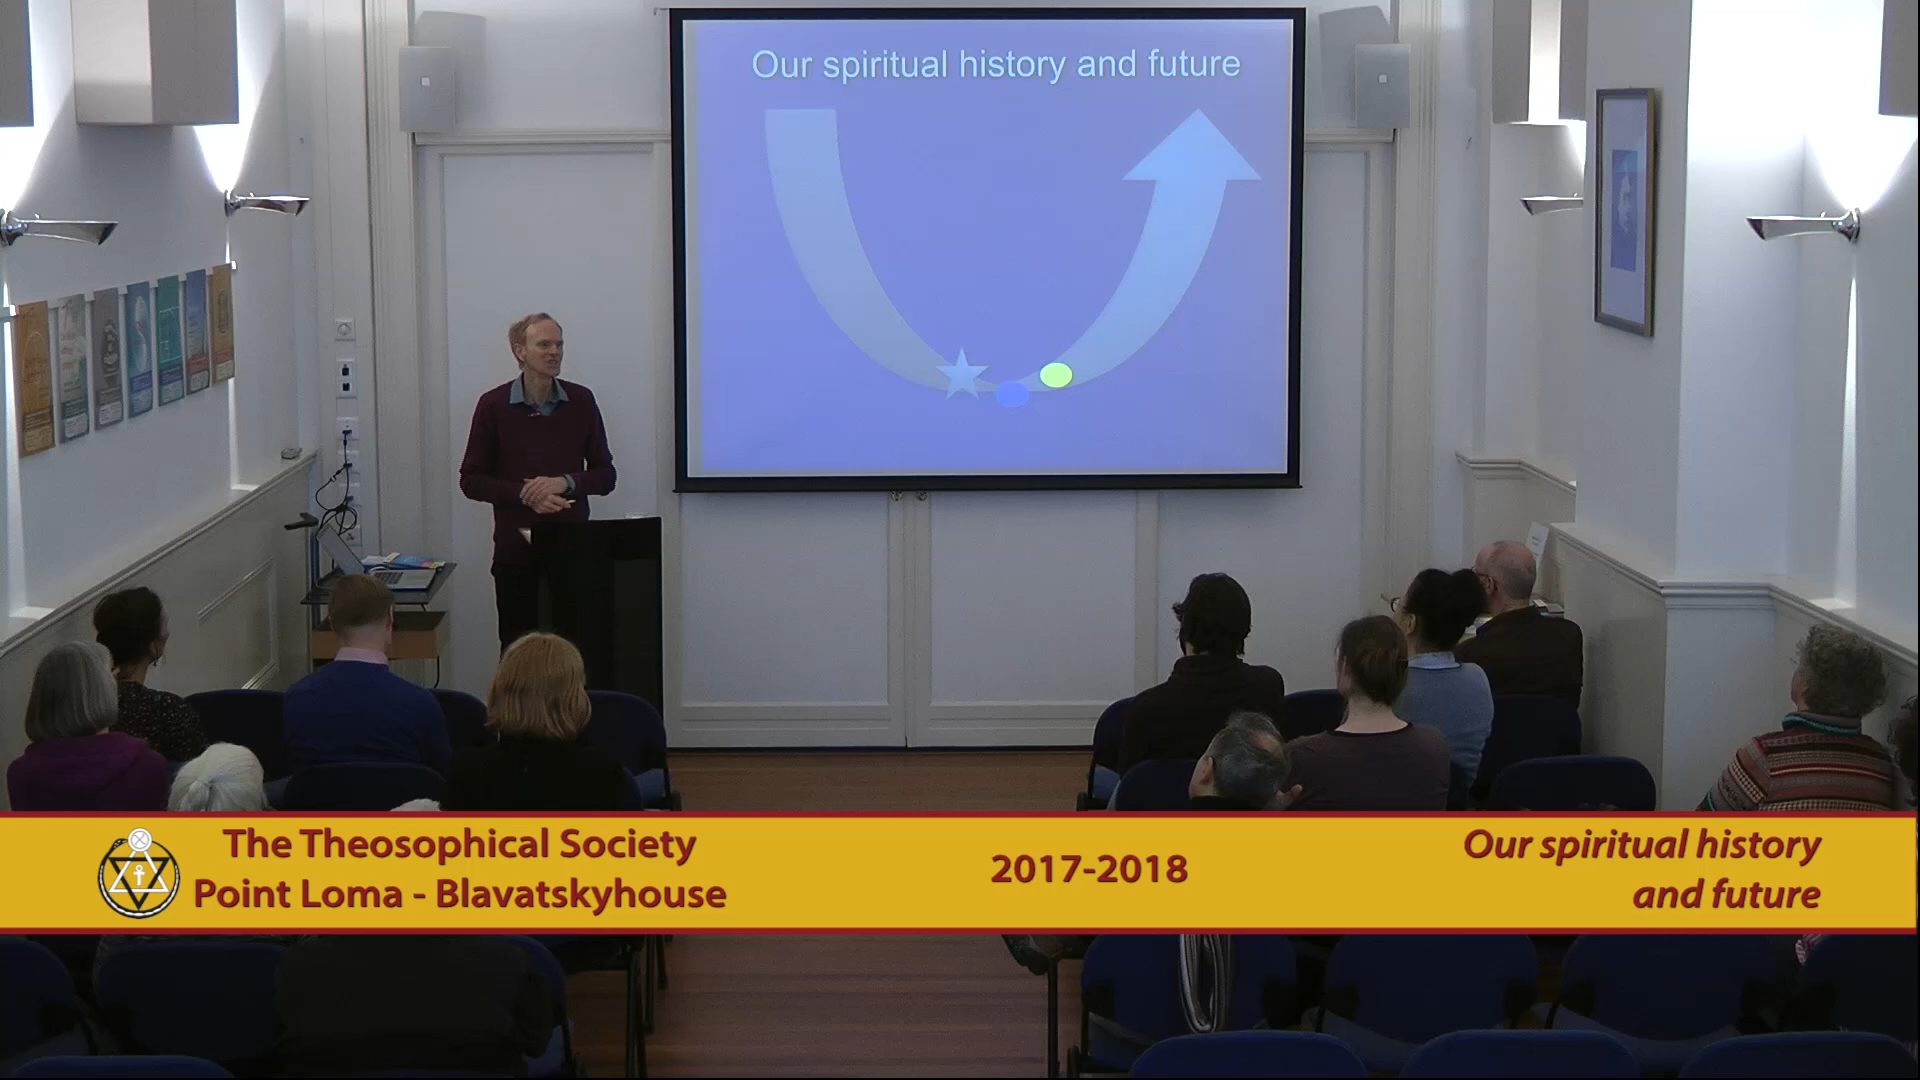 Our spiritual history and future
The Theosophical Society
Point Loma - Blavatskyhouse
2017-2018
Our spiritual history
and future